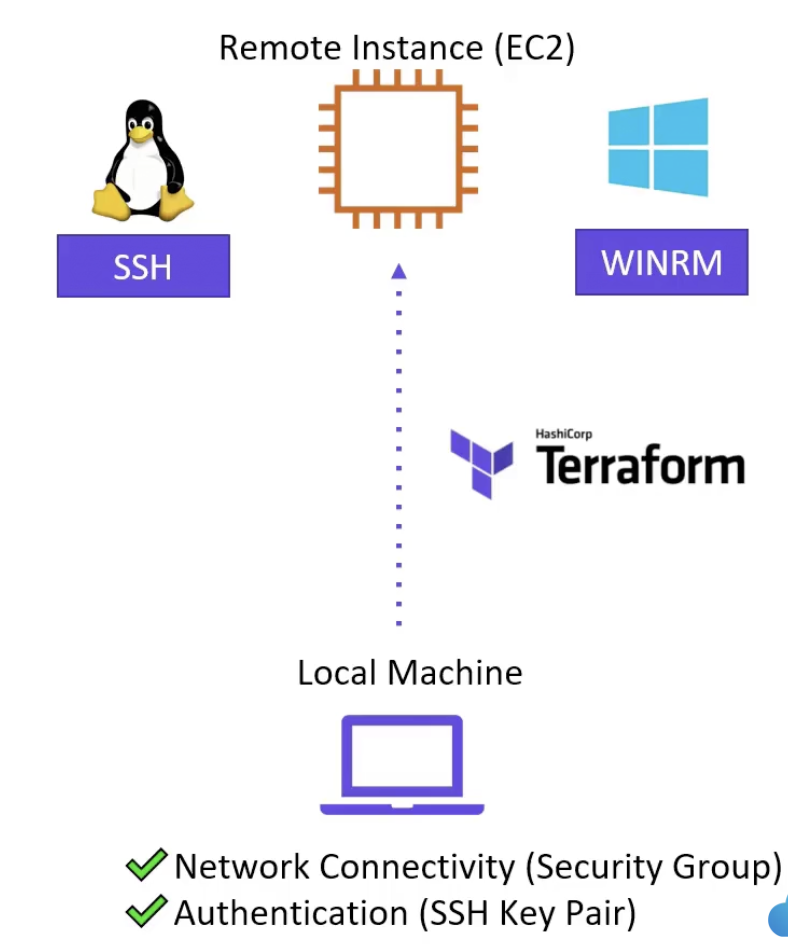 Remote Instance (EC2)
SSH
WINRM
HashiCorp
Terraform
Local Machine
Network Connectivity (Security Group)
Authentication (SSH Key Pair)